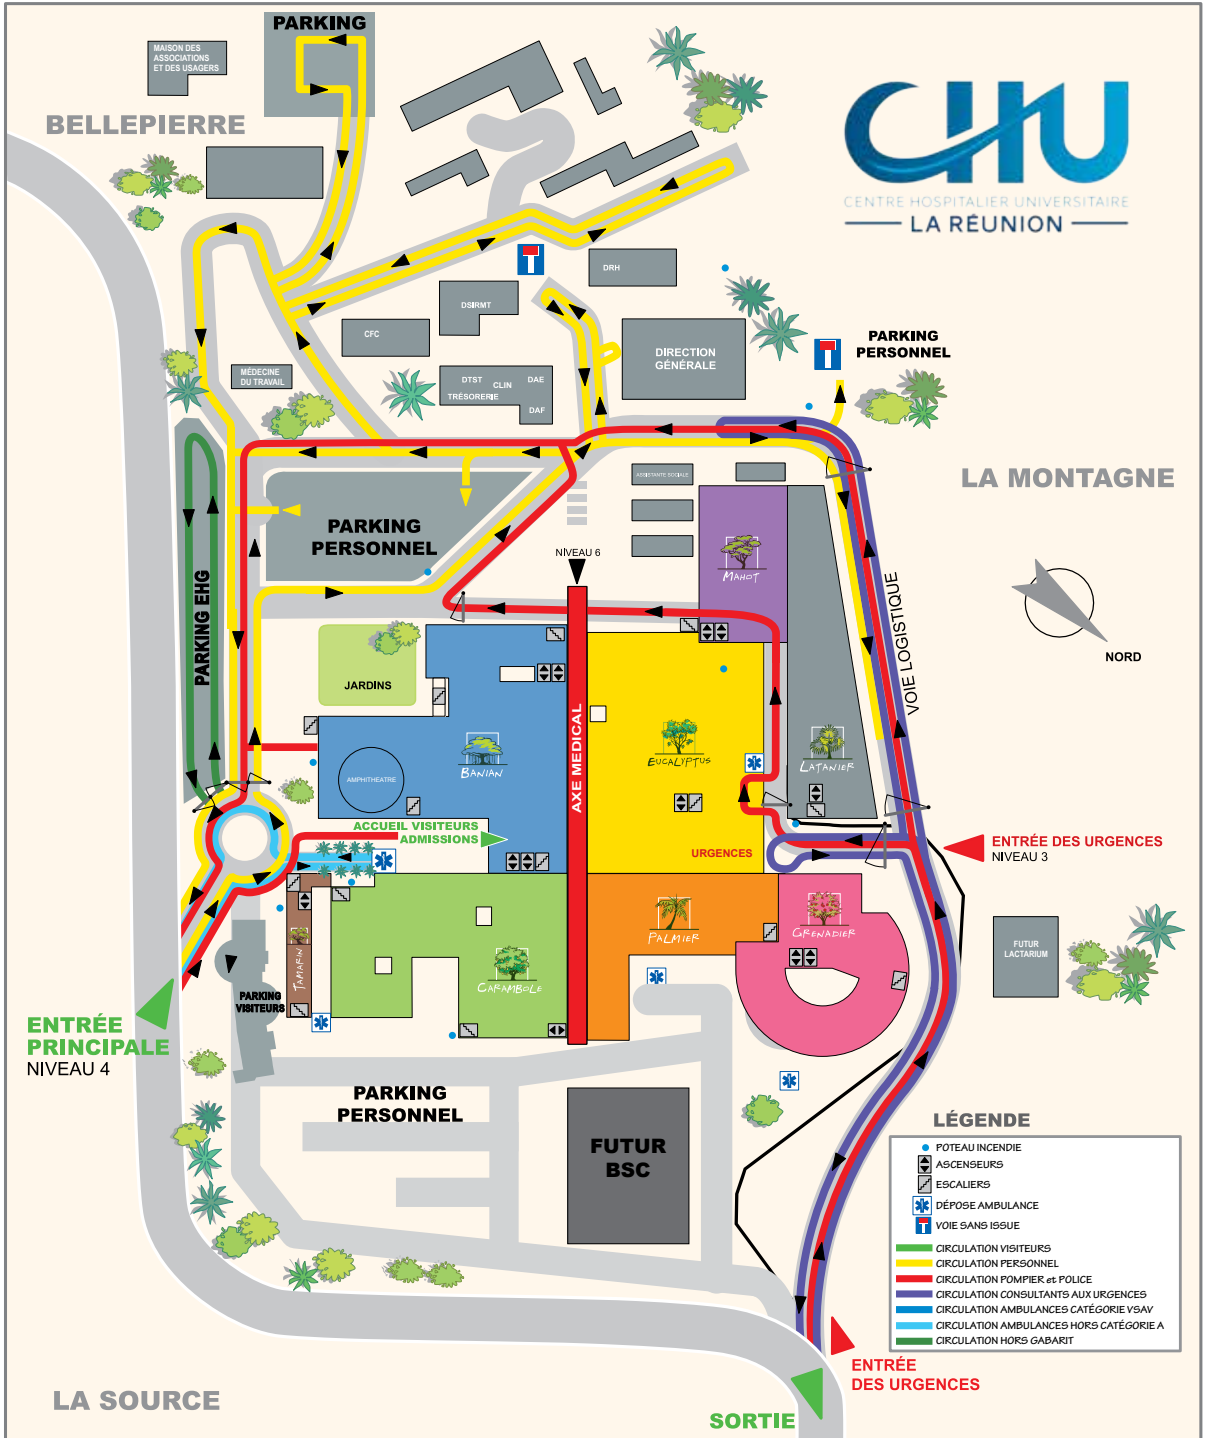 PARKING
MAISON DES
ASSOCIATIONS
ET DES USAGERS
BELLEPIERRE
CHU
CENTRE HOSPITALIER UNIVERSITAIRE
LA RÉUNION
DRH
DSIRMT
CFC
DIRECTION
GÉNÉRALE
PARKING
PERSONNEL
MÉDECINE
DU TRAVAIL
DTST
CLIN
DAE
TRÉSORERIE
DAF
ASSISTANTE SOCIALE
LA MONTAGNE
PARKING
PERSONNEL
NIVEAU 6
MAHOT
PARKING EHG
VOIE LOGISTIQUE
NORD
JARDINS
AXE MEDICAL
BANIAN
EUCALYPTUS
LATANIER
AMPHITHEATRE
ACCUEIL VISITEURS
ADMISSIONS
URGENCES
ENTRÉE DES URGENCES
NIVEAU 3
PALMIER
GRENADIER
TAMARIN
CARAMBOLE
FUTUR
LACTARIUM
PARKING
VISITEURS
ENTRÉE
PRINCIPALE
NIVEAU 4
PARKING
PERSONNEL
FUTUR
BSC
LÉGENDE
POTEAU INCENDIE
ASCENSEURS
ESCALIERS
DÉPOSE AMBULANCE
VOIE SANS ISSUE
CIRCULATION VISITEURS
CIRCULATION PERSONNEL
CIRCULATION POMPIER et POLICE
CIRCULATION CONSULTANTS AUX URGENCES
CIRCULATION AMBULANCES CATÉGORIE VSAV
CIRCULATION AMBULANCES HORS CATÉGORIE A
CIRCULATION HORS GABARIT
ENTRÉE
DES URGENCES
LA SOURCE
SORTIE